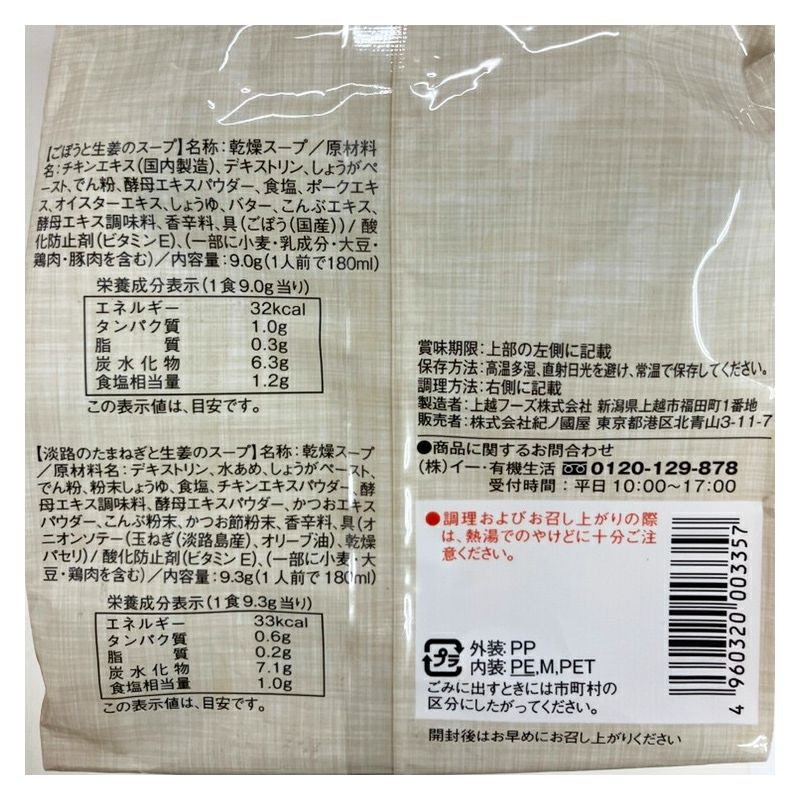 【ごぼうと生姜のスープ】名称:乾燥スープ/原材料
名:チキンエキス(国内製造)、デキストリン、しょうがペ
ースト、でん粉、酵母エキスパウダー、食塩、ポークエキ
ス、オイスターエキス、しょうゆ、バター、こんぶエキス、
酵母エキス調味料、香辛料、具(ごぼう(国産))/酸
化防止剤(ビタミンE)、(一部に小麦・乳成分・大豆・
鶏肉・豚肉を含む)/内容量:9.0g(1人前で180ml)
栄養成分表示(1食9.0g当り)
エネルギー 32kcal
タンパク質 1.0g
脂質 0.3g
炭水化物 6.3g
食塩相当量 1.2g
この表示値は、目安です。
【淡路のたまねぎと生姜のスープ】名称:乾燥スープ
/原材料名:デキストリン、水あめ、しょうがペースト、
でん粉、粉末しょうゆ、食塩、チキンエキスパウダー、酵
母エキス調味料、酵母エキスパウダー、かつおエキス
パウダー、こんぶ粉末、かつお節粉末、香辛料、具(オ
ニオンソテー(玉ねぎ(淡路島産)、オリーブ油)、乾燥
パセリ)/酸化防止剤(ビタミンE)、(一部に小麦・大
豆・鶏肉を含む)/内容量:9.3g(1人前で180ml)
栄養成分表示(1食9.3g当り)
エネルギー 33kcal
タンパク質 0.6g
脂質 0.2g
炭水化物 7.1g
食塩相当量 1.0g
この表示値は、目安です。
賞味期限:上部の左側に記載
保存方法:高温多湿、直射日光を避け、常温で保存してください。
調理方法:右側に記載
製造者:上越フーズ株式会社 新潟県上越市福田町1番地
販売者:株式会社紀ノ國屋 東京都港区北青山3-11-7
●商品に関するお問合わせ
(株)イー・有機生活 0120-129-878
受付時間:平日 10:00〜17:00
●調理およびお召し上がりの際
は、熱湯でのやけどに十分ご注
意ください。
プラ
外装:PP
内装:PE,M,PET
ごみに出すときには市町村の
区分にしたがってください。
4 960320 003357
開封後はお早めにお召し上がりください